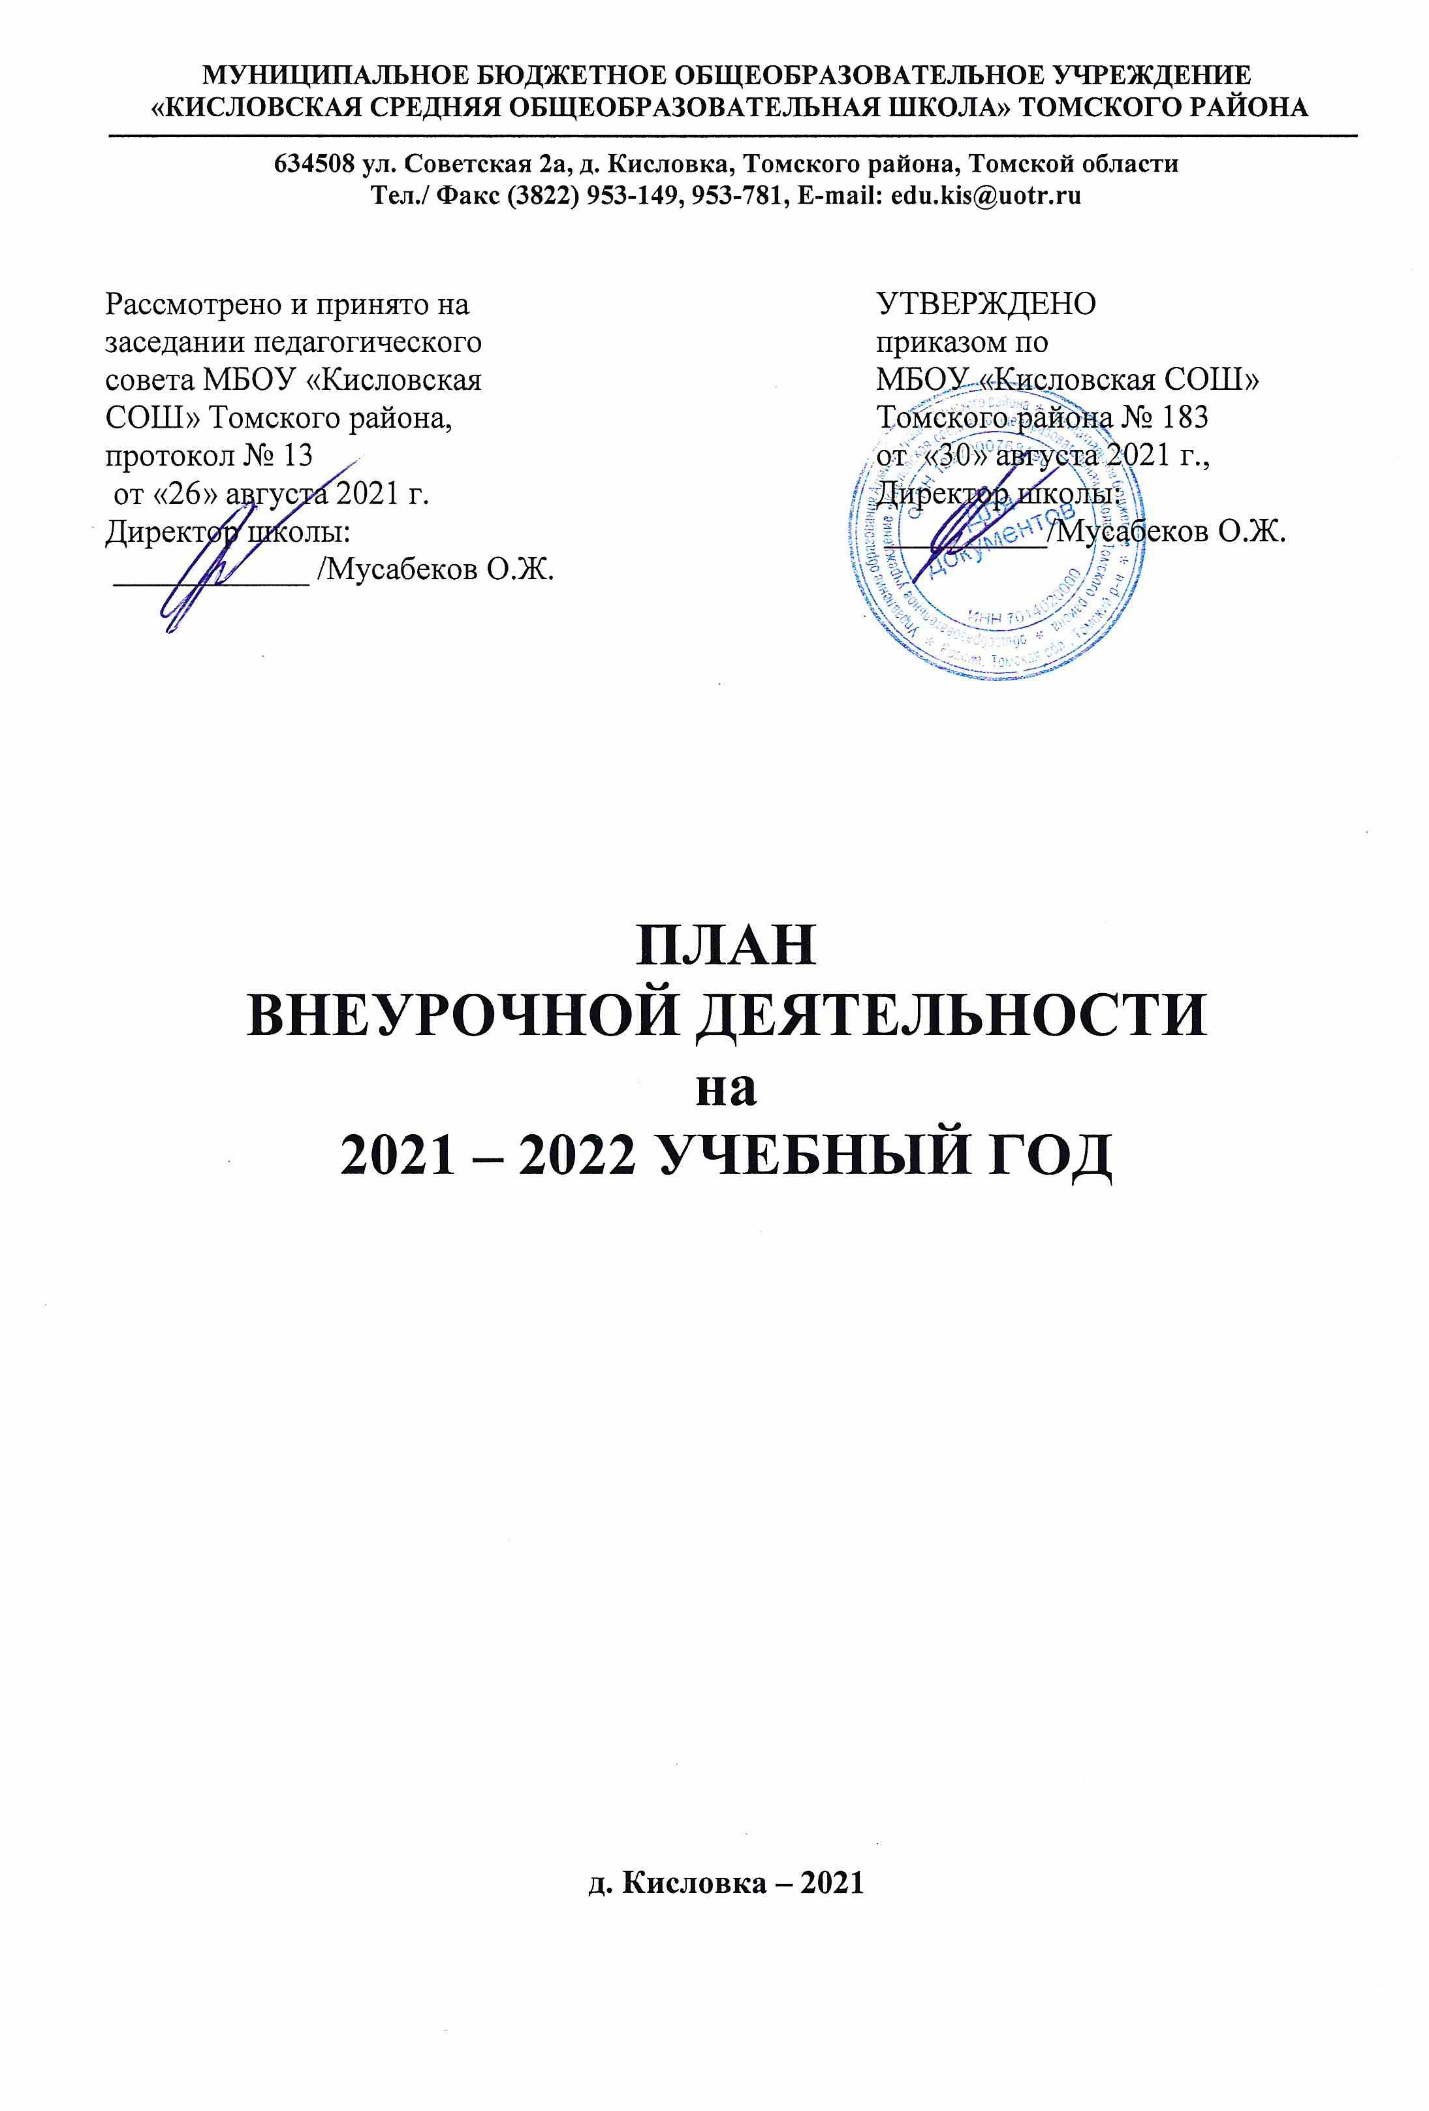 МУНИЦИПАЛЬНОЕ БЮДЖЕТНОЕ ОБЩЕОБРАЗОВАТЕЛЬНОЕ УЧРЕЖДЕНИЕ
«КИСЛОВСКАЯ СРЕДНЯЯ ОБЩЕОБРАЗОВАТЕЛЬНАЯ ШКОЛА» ТОМСКОГО РАЙОНА
634508 ул. Советская 2а, д. Кисловка, Томского района, Томской области
Тел./ Факс (3822) 953-149, 953-781, E-mail: edu.kis@uotr.ru
Рассмотрено и принято на
заседании педагогического
совета МБОУ «Кисловская
СОШ» Томского района,
протокол № 13
от «26» августа 2021 г.
Директор школы:
____________ /Мусабеков О.Ж.
УТВЕРЖДЕНО
приказом по
МБОУ «Кисловская СОШ»
Томского района № 183
от «30» августа 2021 г.,
Директор школы:
__________/Мусабеков О.Ж.
Для
документов
ПЛАН
ВНЕУРОЧНОЙ ДЕЯТЕЛЬНОСТИ
на
2021 – 2022 УЧЕБНЫЙ ГОД
д. Кисловка – 2021